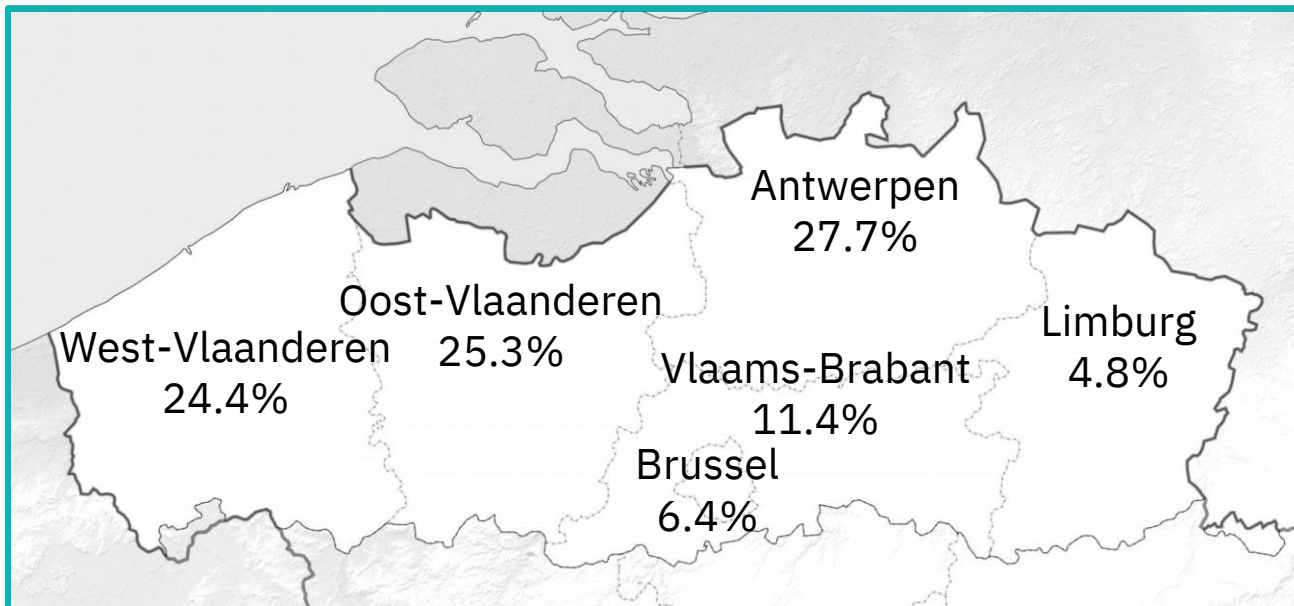 Antwerpen
27.7%
Oost-Vlaanderen
25.3%
Limburg
4.8%
West-Vlaanderen
24.4%
Vlaams-Brabant
11.4%
Brussel
6.4%